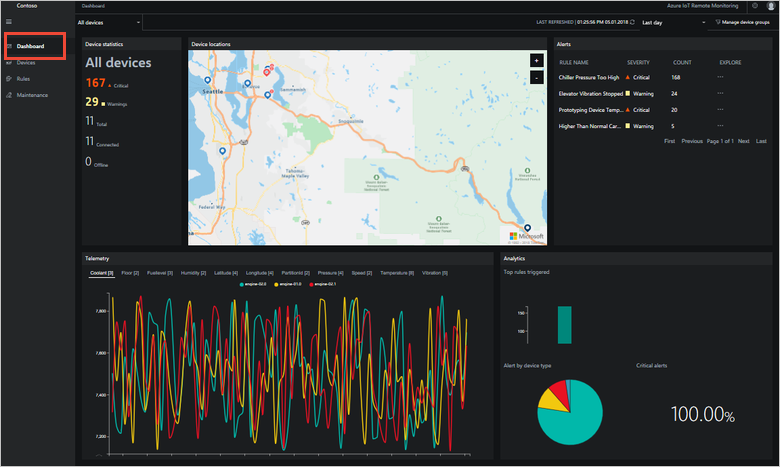 Contoso
Dashboard
Azure IoT Remote Monitoring
All devices
LAST REFRESHED | 01:25:56 PM 05.01.2018
Last day
Manage device groups
Dashboard
Devices
Rules
Maintenance
Device statistics
All devices
167 Critical
29 Warnings
11 Total
11 Connected
0 Offline
Device locations
+
-
Seattle
Sammamish
Snoqualmie
Tahoma-
Maple Valley
Federal Way
Microsoft
Alerts
RULE NAME SEVERITY COUNT EXPLORE
Chiller Pressure Too High Critical 168 ...
Elevator Vibration Stopped Warning 24 ...
Prototyping Device Temp... Critical 20 ...
Higher Than Normal Car... Warning 5 ...
First Previous Page 1 of 1 Next Last
Telemetry
Coolant [3] Floor [2] Fuellevel [3] Humidity [2] Latitude [4] Longitude [4] Pressure [4] Speed [2] Temperature [8] Vibration [5]
engine-02.0 engine-01.0 engine-02.1
7,800
7,600
7,400
7,200
Analytics
Top rules triggered
150
100
Alert by device type
Critical alerts
100.00%